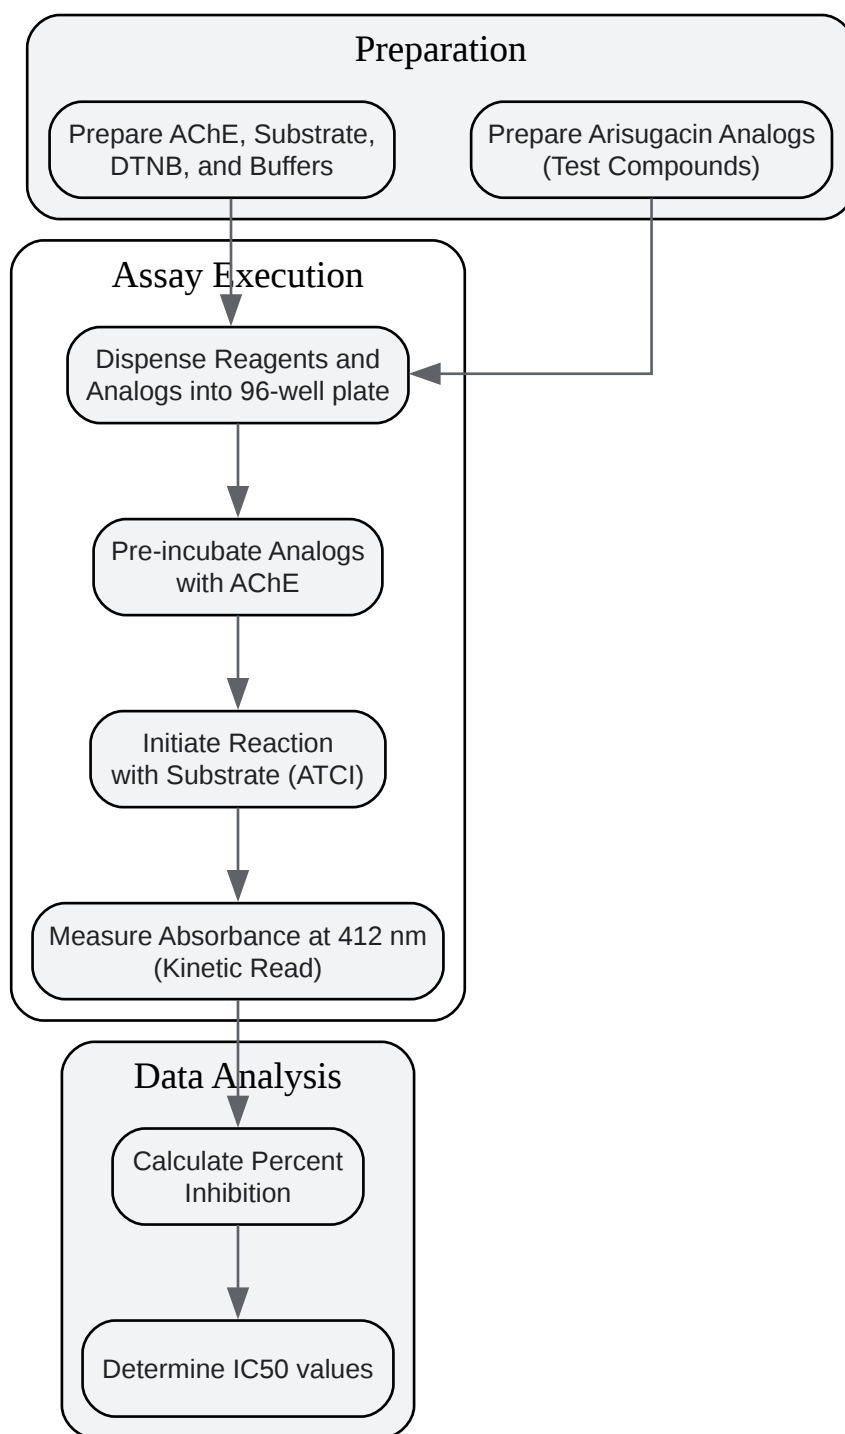 Preparation
Prepare AChE, Substrate,
DTNB, and Buffers
Prepare Arisugacin Analogs
(Test Compounds)
Assay Execution
Dispense Reagents and
Analogs into 96-well plate
Pre-incubate Analogs
with AChE
Initiate Reaction
with Substrate (ATCI)
Measure Absorbance at 412 nm
(Kinetic Read)
Data Analysis
Calculate Percent
Inhibition
Determine IC50 values